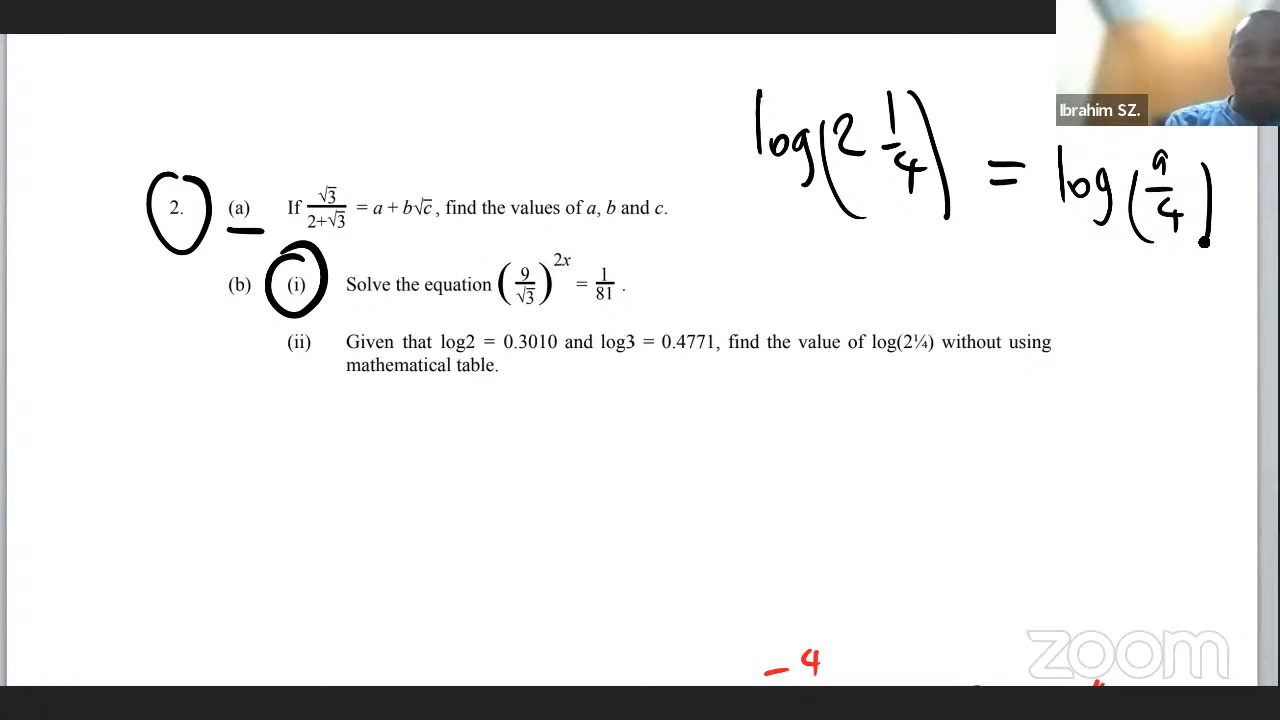 log(2 1/4) = log(9/4)
Ibrahim SZ.
2. (a) If √3/(2+√3) = a + b√c, find the values of a, b and c.
(b) (i) Solve the equation (9/√3)^2x = 1/81 .
(ii) Given that log2 = 0.3010 and log3 = 0.4771, find the value of log(2¼) without using
mathematical table.
– 4
zoom